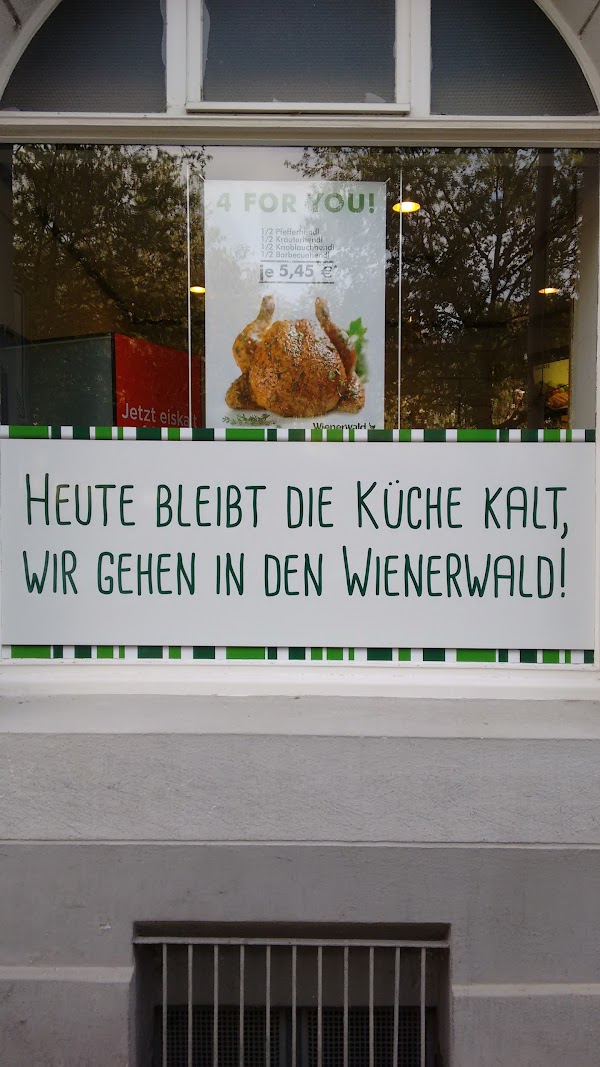 4 FOR YOU!
1/2 Pfefferhendl
1/2 Kräuterhendl
1/2 Knoblauchhendl
1/2 Barbecuehendl
je 5,45 €*
Jetzt eiskalt
Wienerwald
HEUTE BLEIBT DIE KÜCHE KALT,
WIR GEHEN IN DEN WIENERWALD!